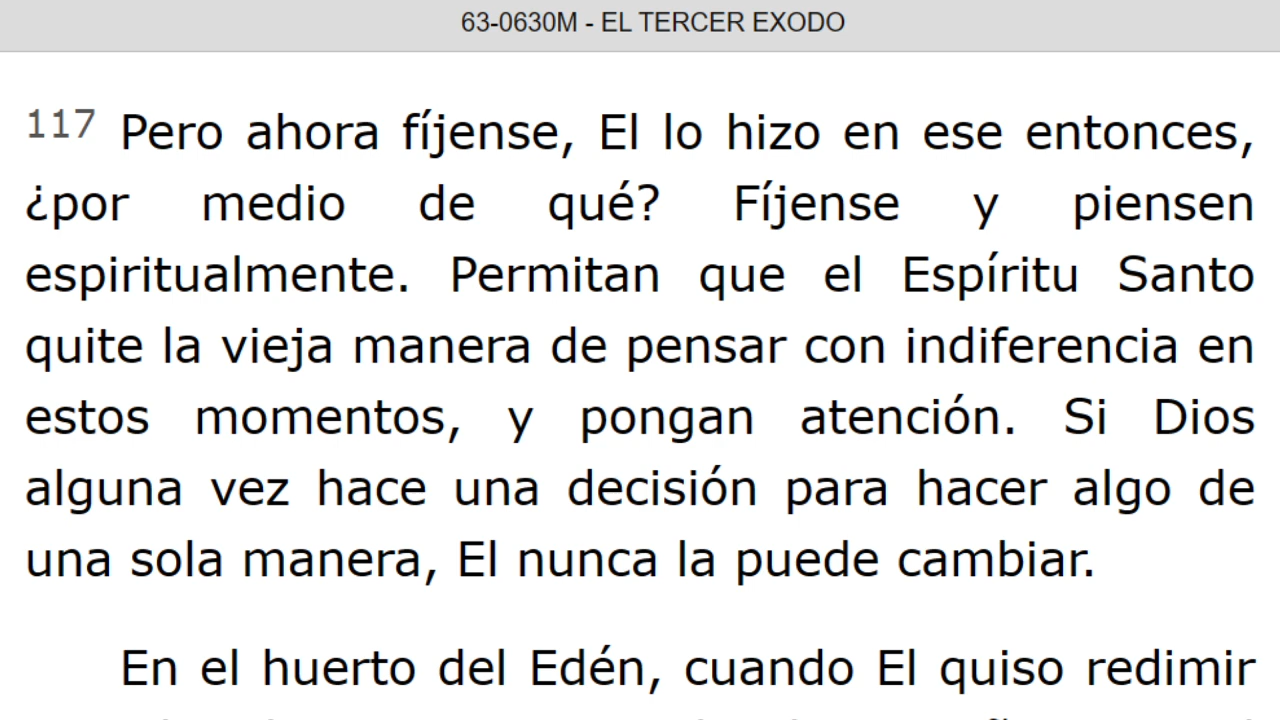 63-0630M - EL TERCER EXODO
117 Pero ahora fíjense, El lo hizo en ese entonces,
¿por medio de qué? Fíjense y piensen
espiritualmente. Permitan que el Espíritu Santo
quite la vieja manera de pensar con indiferencia en
estos momentos, y pongan atención. Si Dios
alguna vez hace una decisión para hacer algo de
una sola manera, El nunca la puede cambiar.
En el huerto del Edén, cuando El quiso redimir